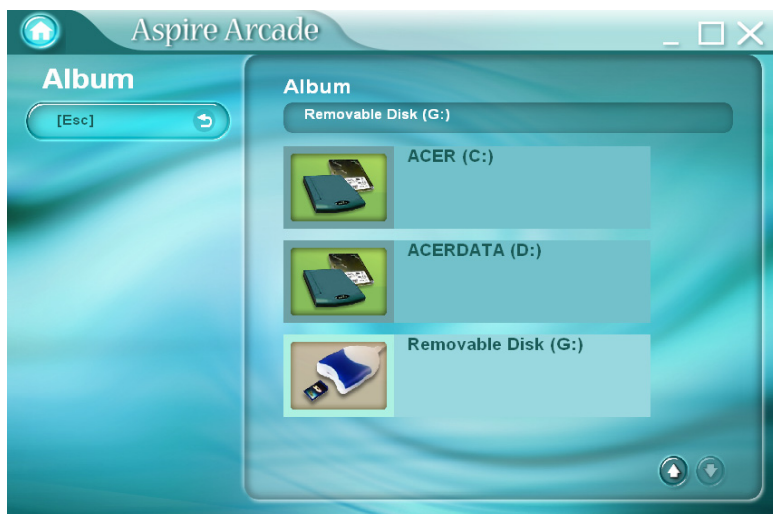 Aspire Arcade
Album
[Esc]
Album
Removable Disk (G:)
ACER (C:)
ACERDATA (D:)
Removable Disk (G:)